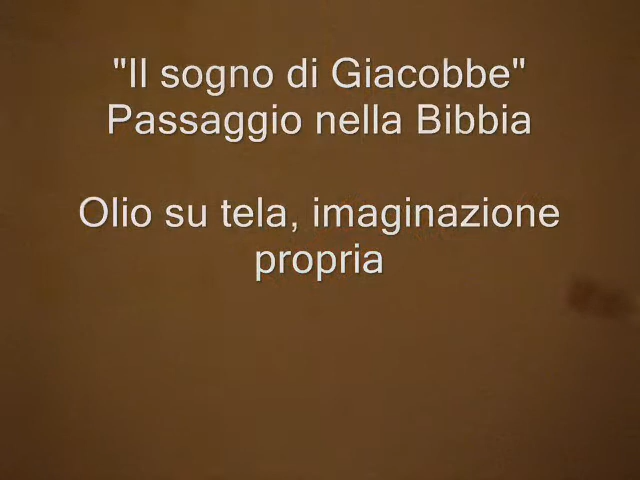 "Il sogno di Giacobbe"
Passaggio nella Bibbia
Olio su tela, imaginazione
propria